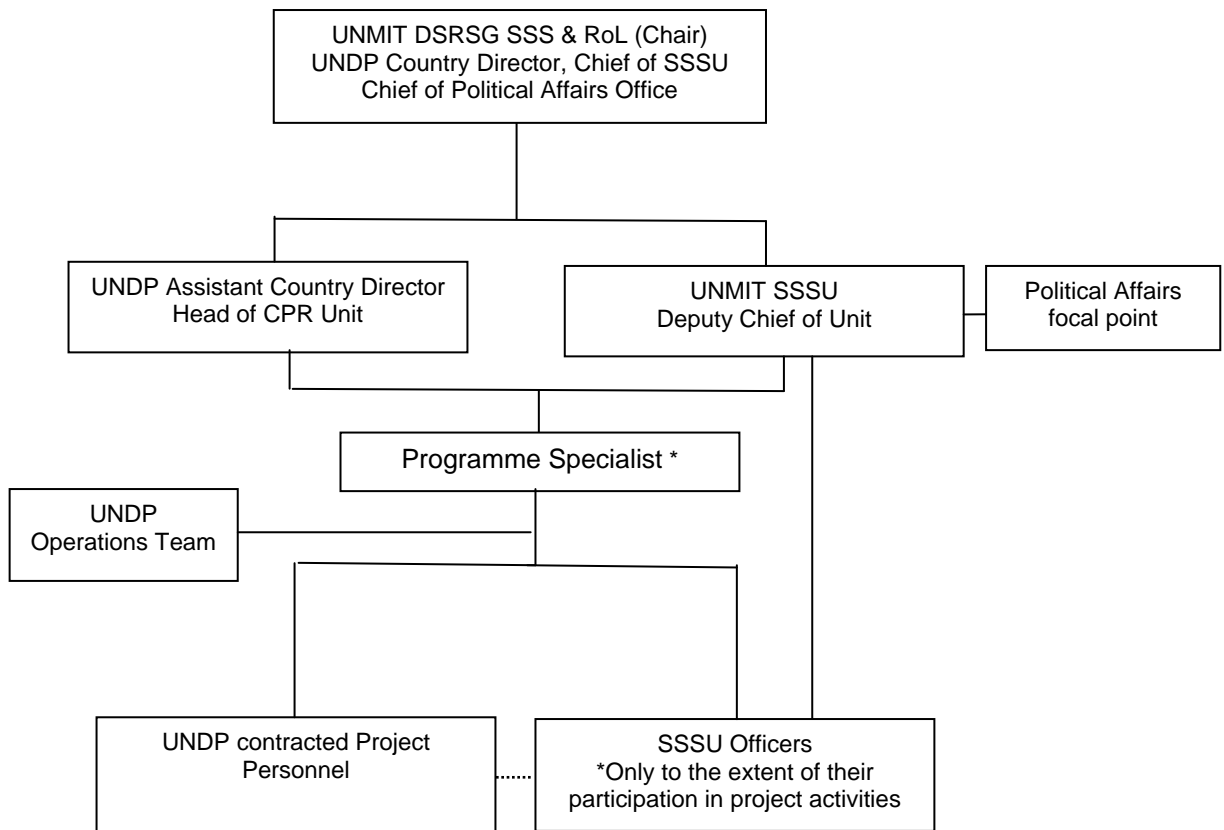 UNMIT DSRSG SSS & RoL (Chair)
UNDP Country Director, Chief of SSSU
Chief of Political Affairs Office
UNDP Assistant Country Director
Head of CPR Unit
UNMIT SSSU
Deputy Chief of Unit
Political Affairs
focal point
Programme Specialist *
UNDP
Operations Team
UNDP contracted Project
Personnel
SSSU Officers
*Only to the extent of their
participation in project activities